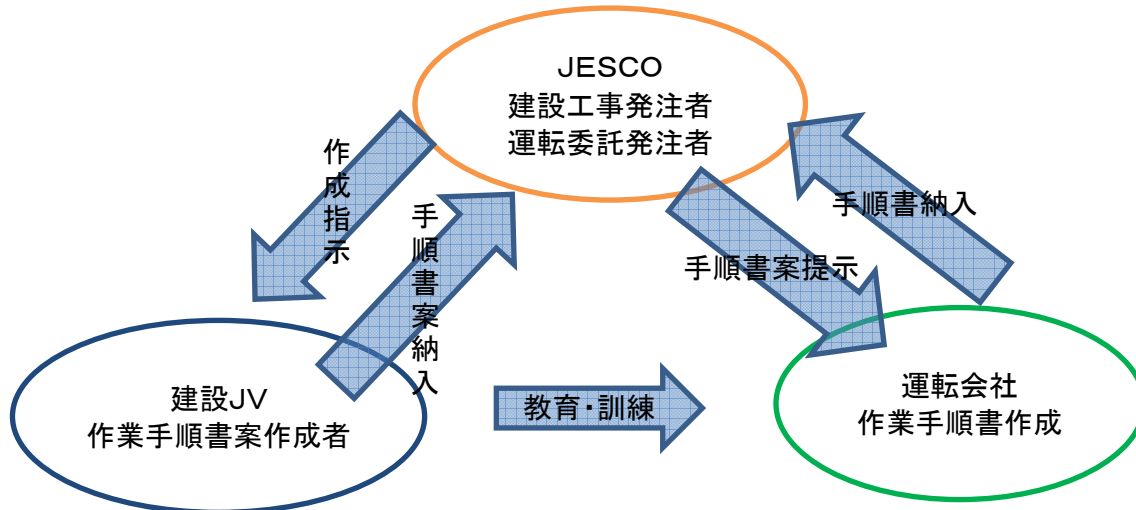 JESCO
建設工事発注者
運転委託発注者
作成指示
手順書案納入
手順書案提示
手順書納入
建設JV
作業手順書案作成者
教育・訓練
運転会社
作業手順書作成